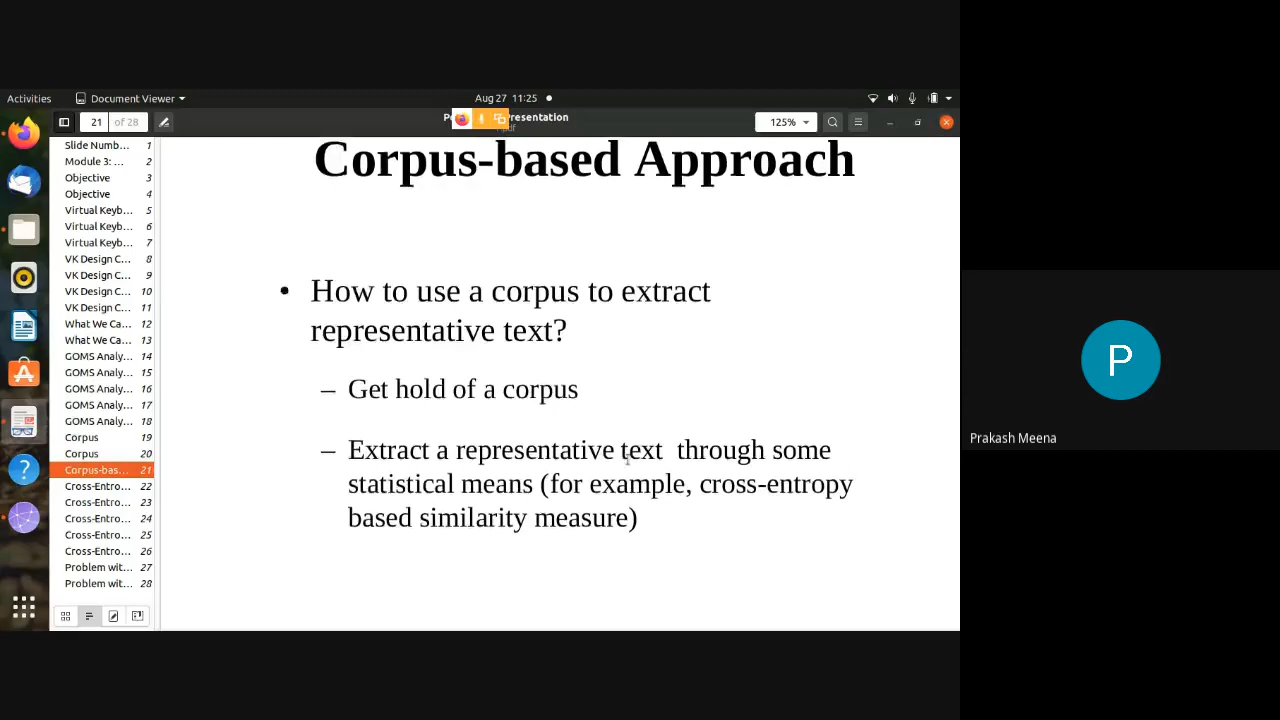 Activities
Document Viewer
Aug 27 11:25
21
of 28
Presentation
.pdf
125%
Slide Numb... 1
Module 3: ... 2
Objective 3
Objective 4
Virtual Keyb... 5
Virtual Keyb... 6
Virtual Keyb... 7
VK Design C... 8
VK Design C... 9
VK Design C... 10
VK Design C... 11
What We Ca... 12
What We Ca... 13
GOMS Analy... 14
GOMS Analy... 15
GOMS Analy... 16
GOMS Analy... 17
GOMS Analy... 18
Corpus 19
Corpus 20
Corpus-bas... 21
Cross-Entro... 22
Cross-Entro... 23
Cross-Entro... 24
Cross-Entro... 25
Cross-Entro... 26
Problem wit... 27
Problem wit... 28
Corpus-based Approach
• How to use a corpus to extract
representative text?
– Get hold of a corpus
– Extract a representative text through some
statistical means (for example, cross-entropy
based similarity measure)
P
Prakash Meena